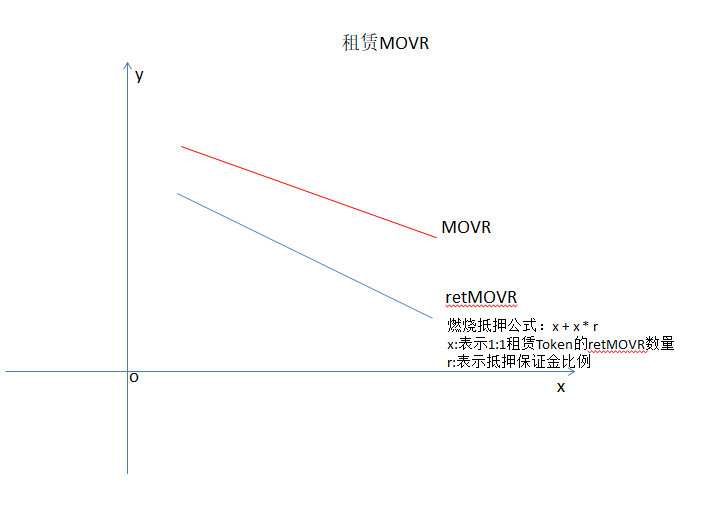 租赁MOVR
y
MOVR
retMOVR
燃烧抵押公式：x + x * r
x:表示1:1租赁Token的retMOVR数量
r:表示抵押保证金比例
O
x